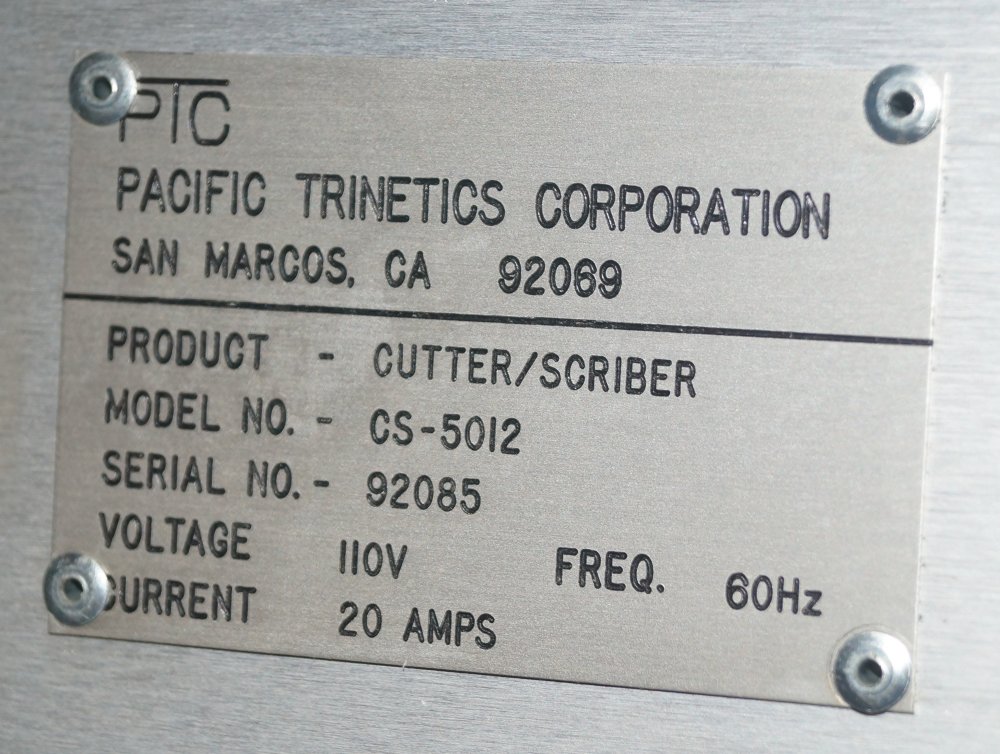 PTC
PACIFIC TRINETICS CORPORATION
SAN MARCOS, CA 92069
PRODUCT - CUTTER/SCRIBER
MODEL NO. - CS-5012
SERIAL NO. - 92085
VOLTAGE 110V FREQ. 60Hz
CURRENT 20 AMPS